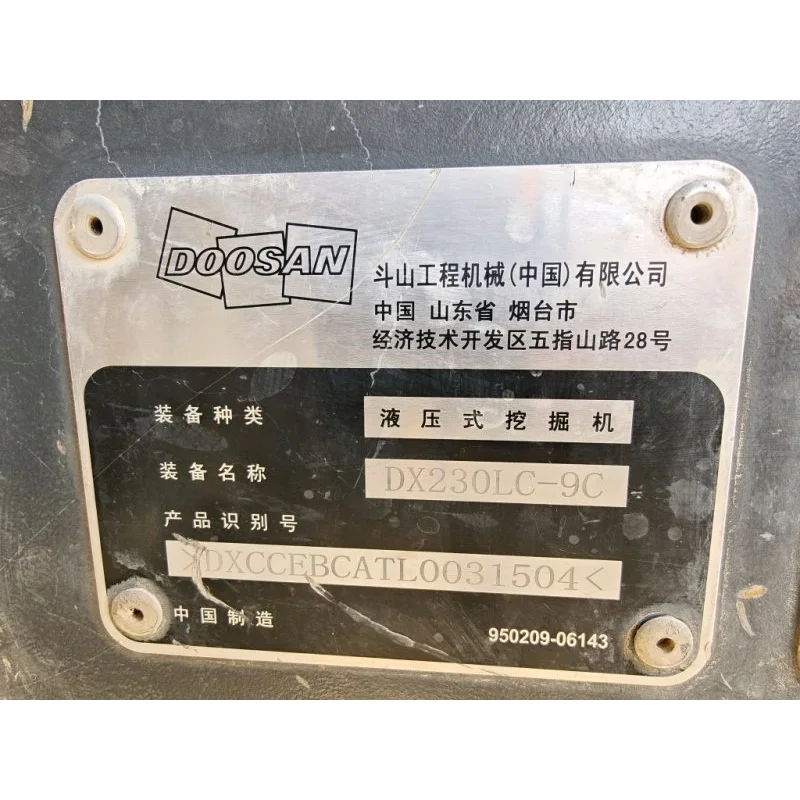 DOOSAN
斗山工程机械(中国)有限公司
中国 山东省 烟台市
经济技术开发区五指山路28号
装备种类 液压式挖掘机
装备名称 DX230LC-9C
产品识别号
>DXCCEBCATL0031504<
中国制造 950209-06143